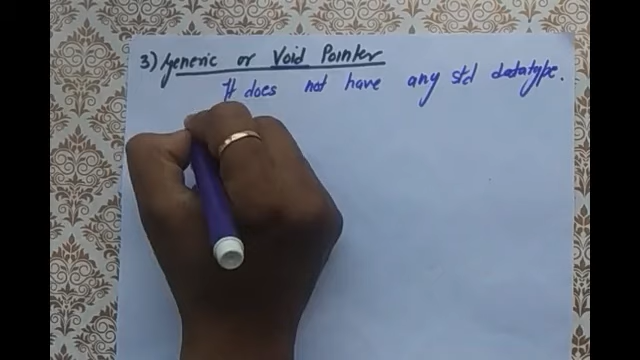 3) Generic or Void Pointer
It does not have any std datatype.